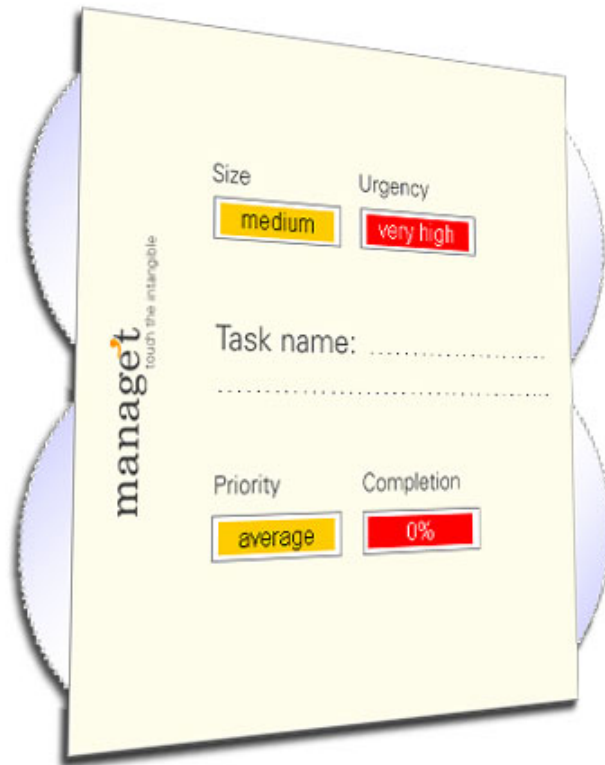 Size
Urgency
medium
very high
Task name:
Priority
Completion
average
0%
manage't
touch the intangible